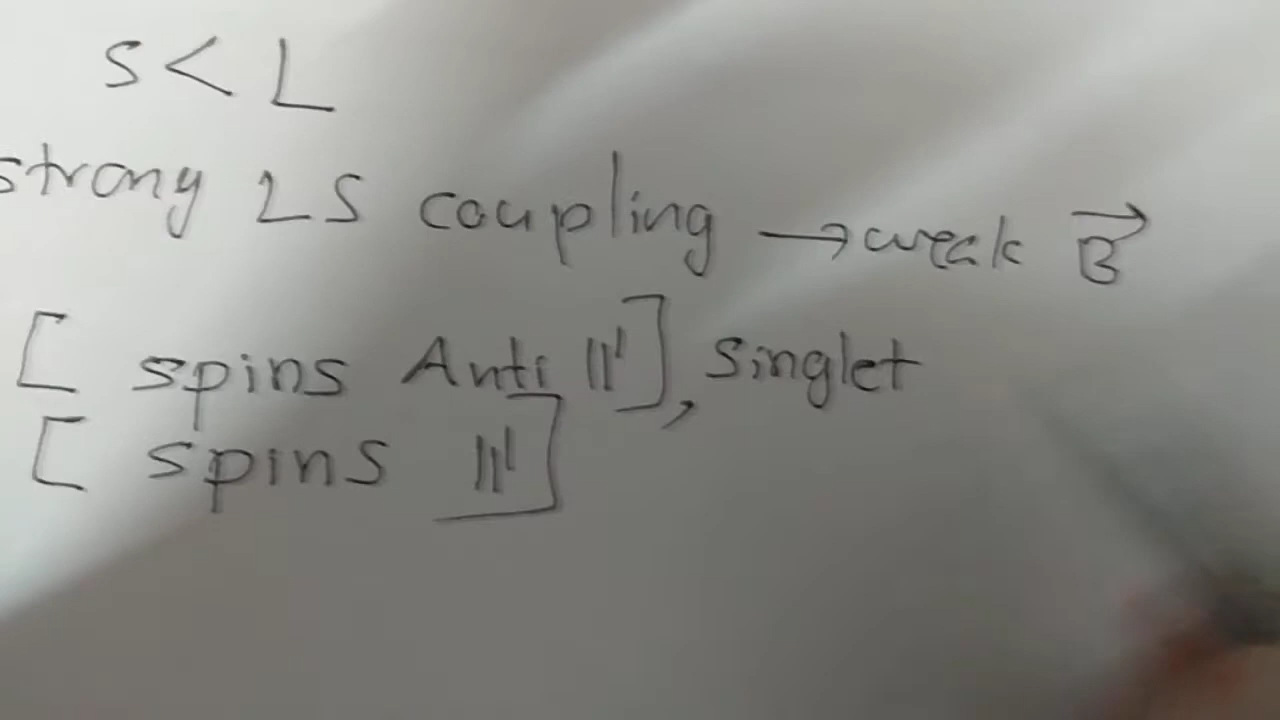 S < L
strong LS coupling → weak B⃗
[ spins Anti ||ˡ ], singlet
[ spins ||ˡ ]